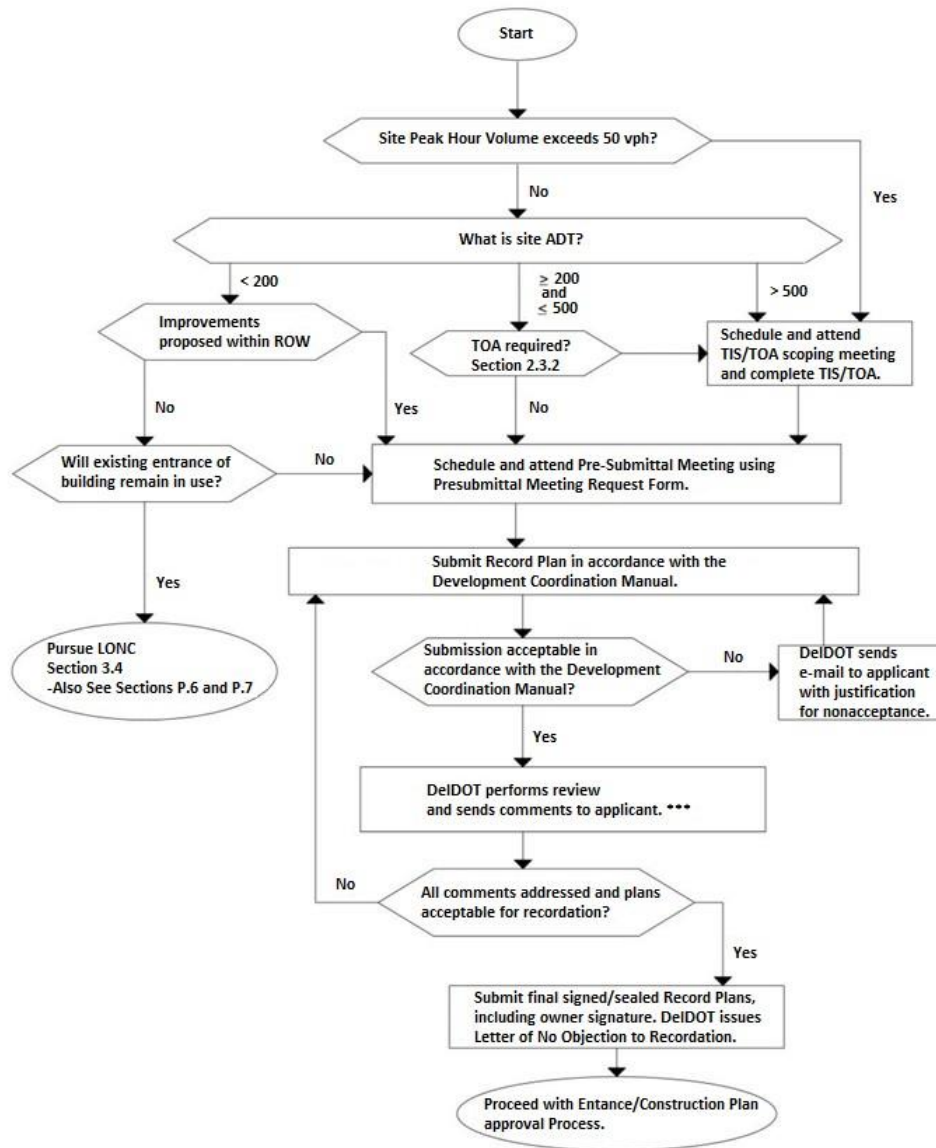 Start
Site Peak Hour Volume exceeds 50 vph?
No
Yes
What is site ADT?
< 200
≥ 200
and
≤ 500
> 500
Improvements
proposed within ROW
TOA required?
Section 2.3.2
Schedule and attend
TIS/TOA scoping meeting
and complete TIS/TOA.
No
Yes
No
Will existing entrance of
building remain in use?
No
Schedule and attend Pre-Submittal Meeting using
Presubmittal Meeting Request Form.
Submit Record Plan in accordance with the
Development Coordination Manual.
Yes
Pursue LONC
Section 3.4
-Also See Sections P.6 and P.7
Submission acceptable in
accordance with the Development
Coordination Manual?
No
DelDOT sends
e-mail to applicant
with justification
for nonacceptance.
Yes
DelDOT performs review
and sends comments to applicant. ***
No
All comments addressed and plans
acceptable for recordation?
Yes
Submit final signed/sealed Record Plans,
including owner signature. DelDOT issues
Letter of No Objection to Recordation.
Proceed with Entance/Construction Plan
approval Process.